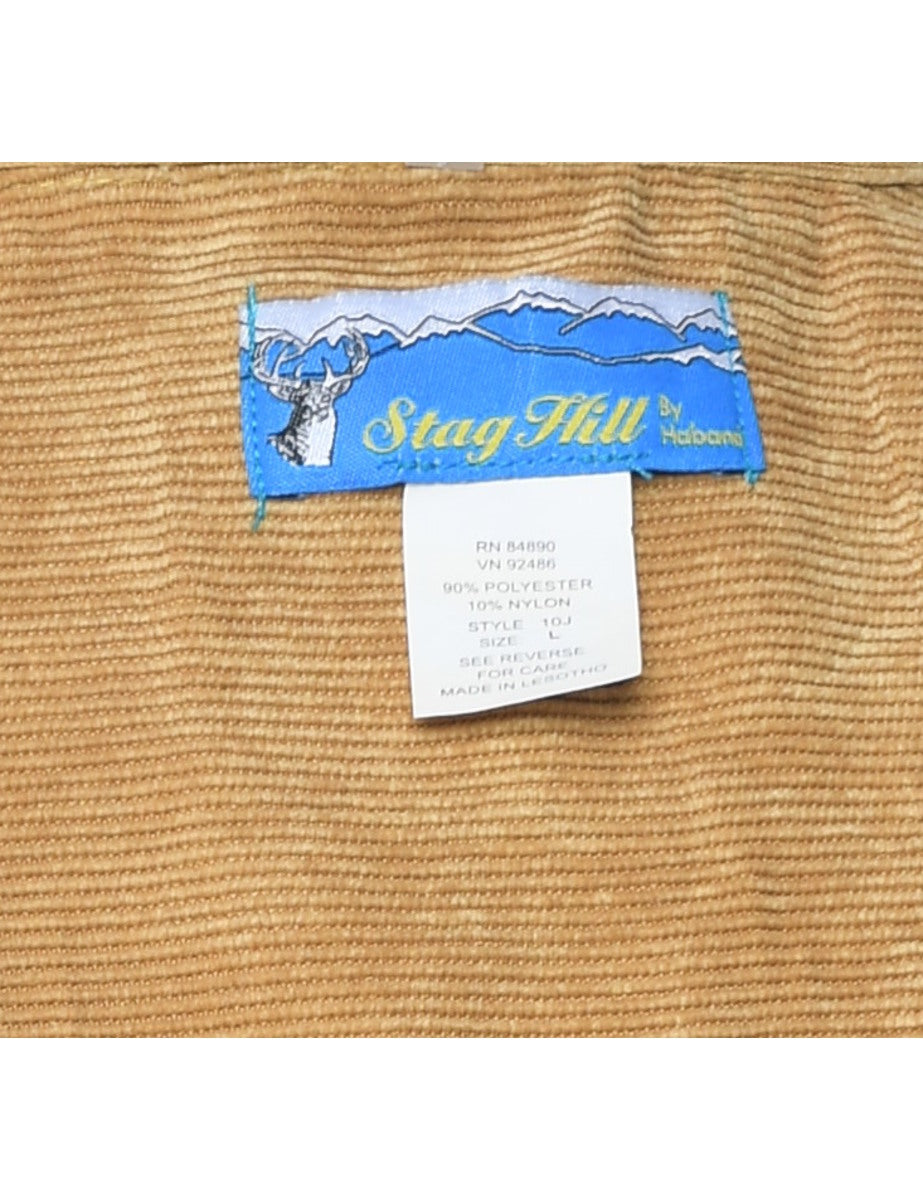 Stag Hill By
Habana
RN 84890
VN 92486
90% POLYESTER
10% NYLON
STYLE 10J
SIZE: L
SEE REVERSE
FOR CARE
MADE IN LESOTHO